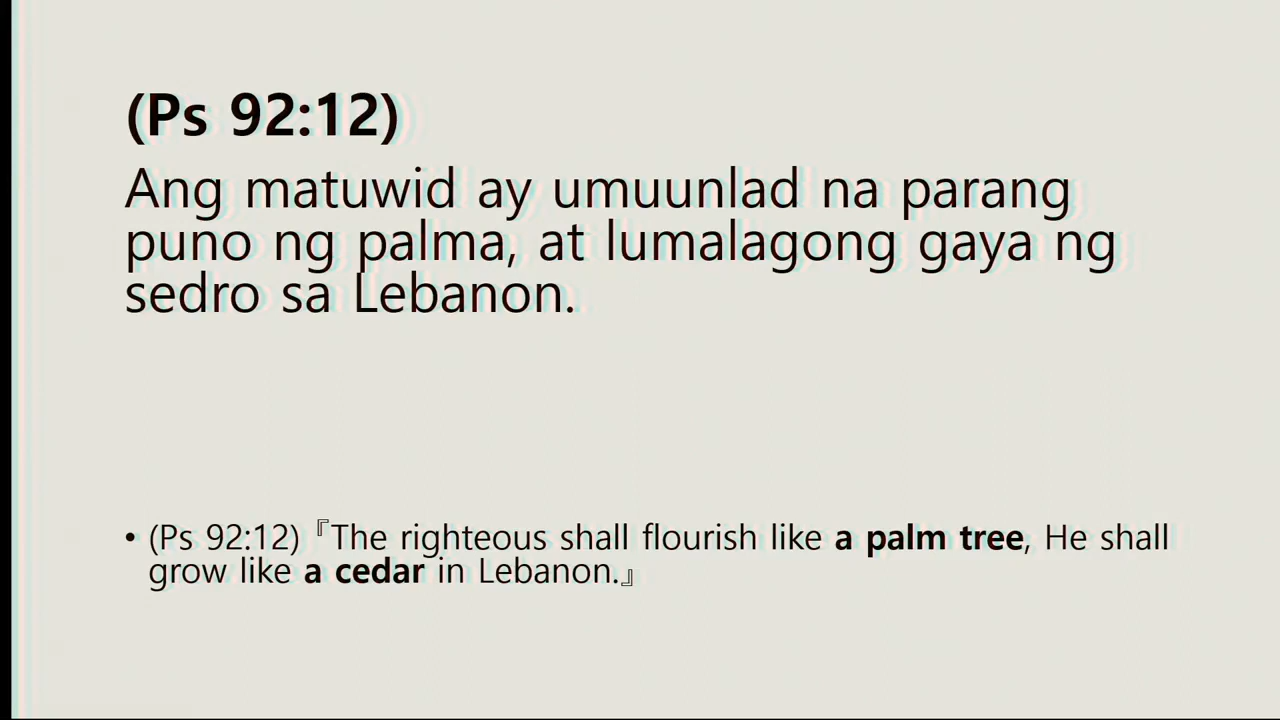 (Ps 92:12)
Ang matuwid ay umuunlad na parang
puno ng palma, at lumalagong gaya ng
sedro sa Lebanon.
• (Ps 92:12)『The righteous shall flourish like a palm tree, He shall
grow like a cedar in Lebanon.』